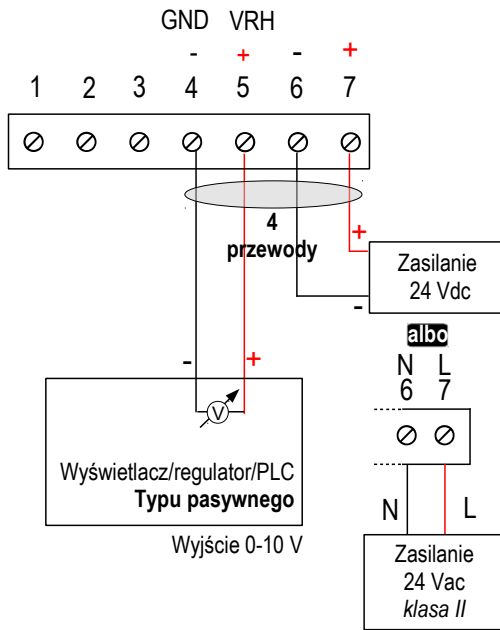 GND VRH
- + - +
1 2 3 4 5 6 7
4
przewody
+
Zasilanie
24 Vdc
-
albo
N L
6 7
- +
V
Wyświetlacz/regulator/PLC
Typu pasywnego
Wyjście 0-10 V
N L
Zasilanie
24 Vac
klasa II